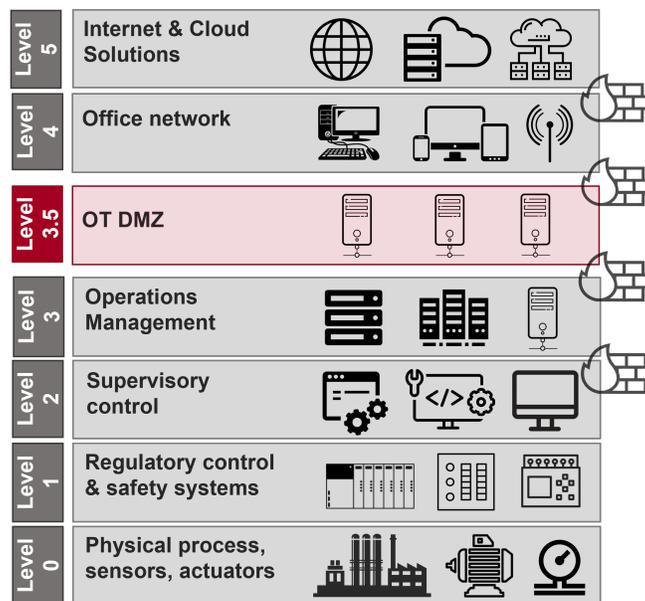 Level 5
Internet & Cloud
Solutions
Level 4
Office network
Level 3.5
OT DMZ
Level 3
Operations
Management
Level 2
Supervisory
control
</>
Level 1
Regulatory control
& safety systems
Level 0
Physical process,
sensors, actuators